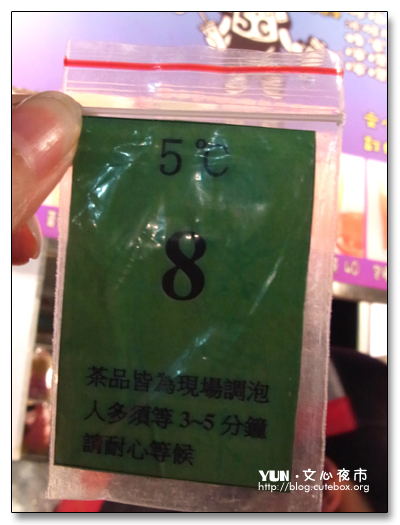 5℃
5℃
8
茶品皆為現場調泡
人多須等3~5分鐘
請耐心等候
YUN·文心夜市
http://blog.cutebox.org